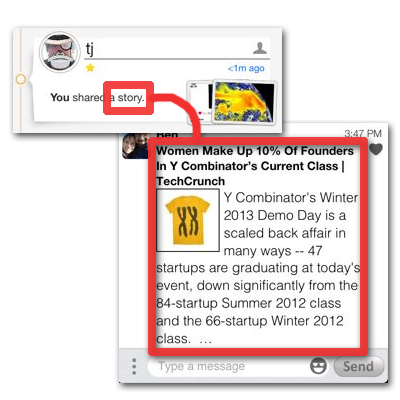 tj
<1m ago
You shared a story.
Ben
3:47 PM
Women Make Up 10% Of Founders
In Y Combinator's Current Class |
TechCrunch
Y Combinator's Winter
2013 Demo Day is a
scaled back affair in
many ways -- 47
startups are graduating at today's
event, down significantly from the
84-startup Summer 2012 class
and the 66-startup Winter 2012
class. ...
Type a message
Send